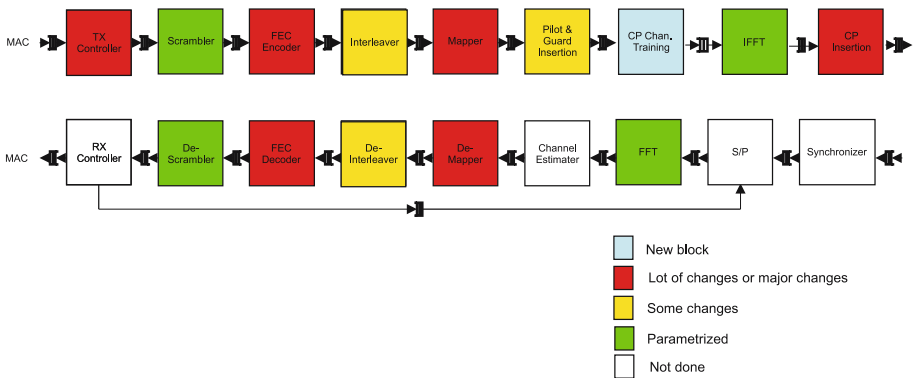 MAC
TX
Controller
Scrambler
FEC
Encoder
Interleaver
Mapper
Pilot &
Guard
Insertion
CP Chan.
Training
IFFT
CP
Insertion
MAC
RX
Controller
De-
Scrambler
FEC
Decoder
De-
Interleaver
De-
Mapper
Channel
Estimater
FFT
S/P
Synchronizer
New block
Lot of changes or major changes
Some changes
Parametrized
Not done